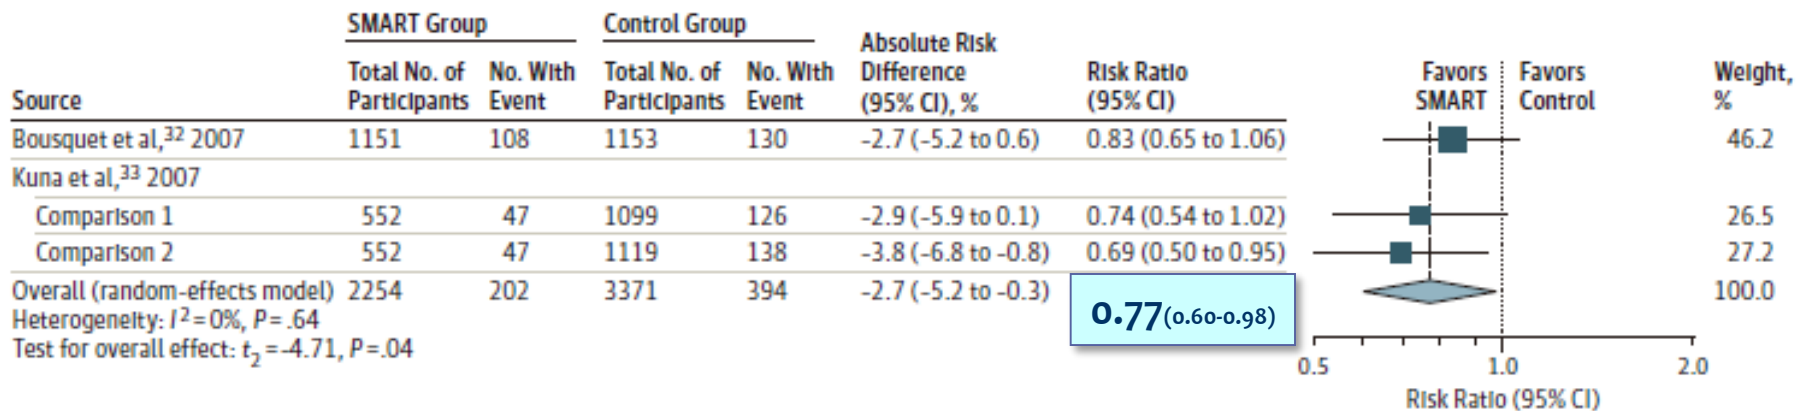 SMART Group Control Group
Absolute Risk
Total No. of No. With Total No. of No. With Difference Risk Ratio Favors Favors Weight,
Source Participants Event Participants Event (95% CI), % (95% CI) SMART Control %
Bousquet et al,32 2007 1151 108 1153 130 -2.7 (-5.2 to 0.6) 0.83 (0.65 to 1.06) 46.2
Kuna et al,33 2007
Comparison 1 552 47 1099 126 -2.9 (-5.9 to 0.1) 0.74 (0.54 to 1.02) 26.5
Comparison 2 552 47 1119 138 -3.8 (-6.8 to -0.8) 0.69 (0.50 to 0.95) 27.2
Overall (random-effects model) 2254 202 3371 394 -2.7 (-5.2 to -0.3) 0.77(0.60-0.98) 100.0
Heterogeneity: I2=0%, P=.64
Test for overall effect: t2=-4.71, P=.04
0.5 1.0 2.0
Risk Ratio (95% CI)